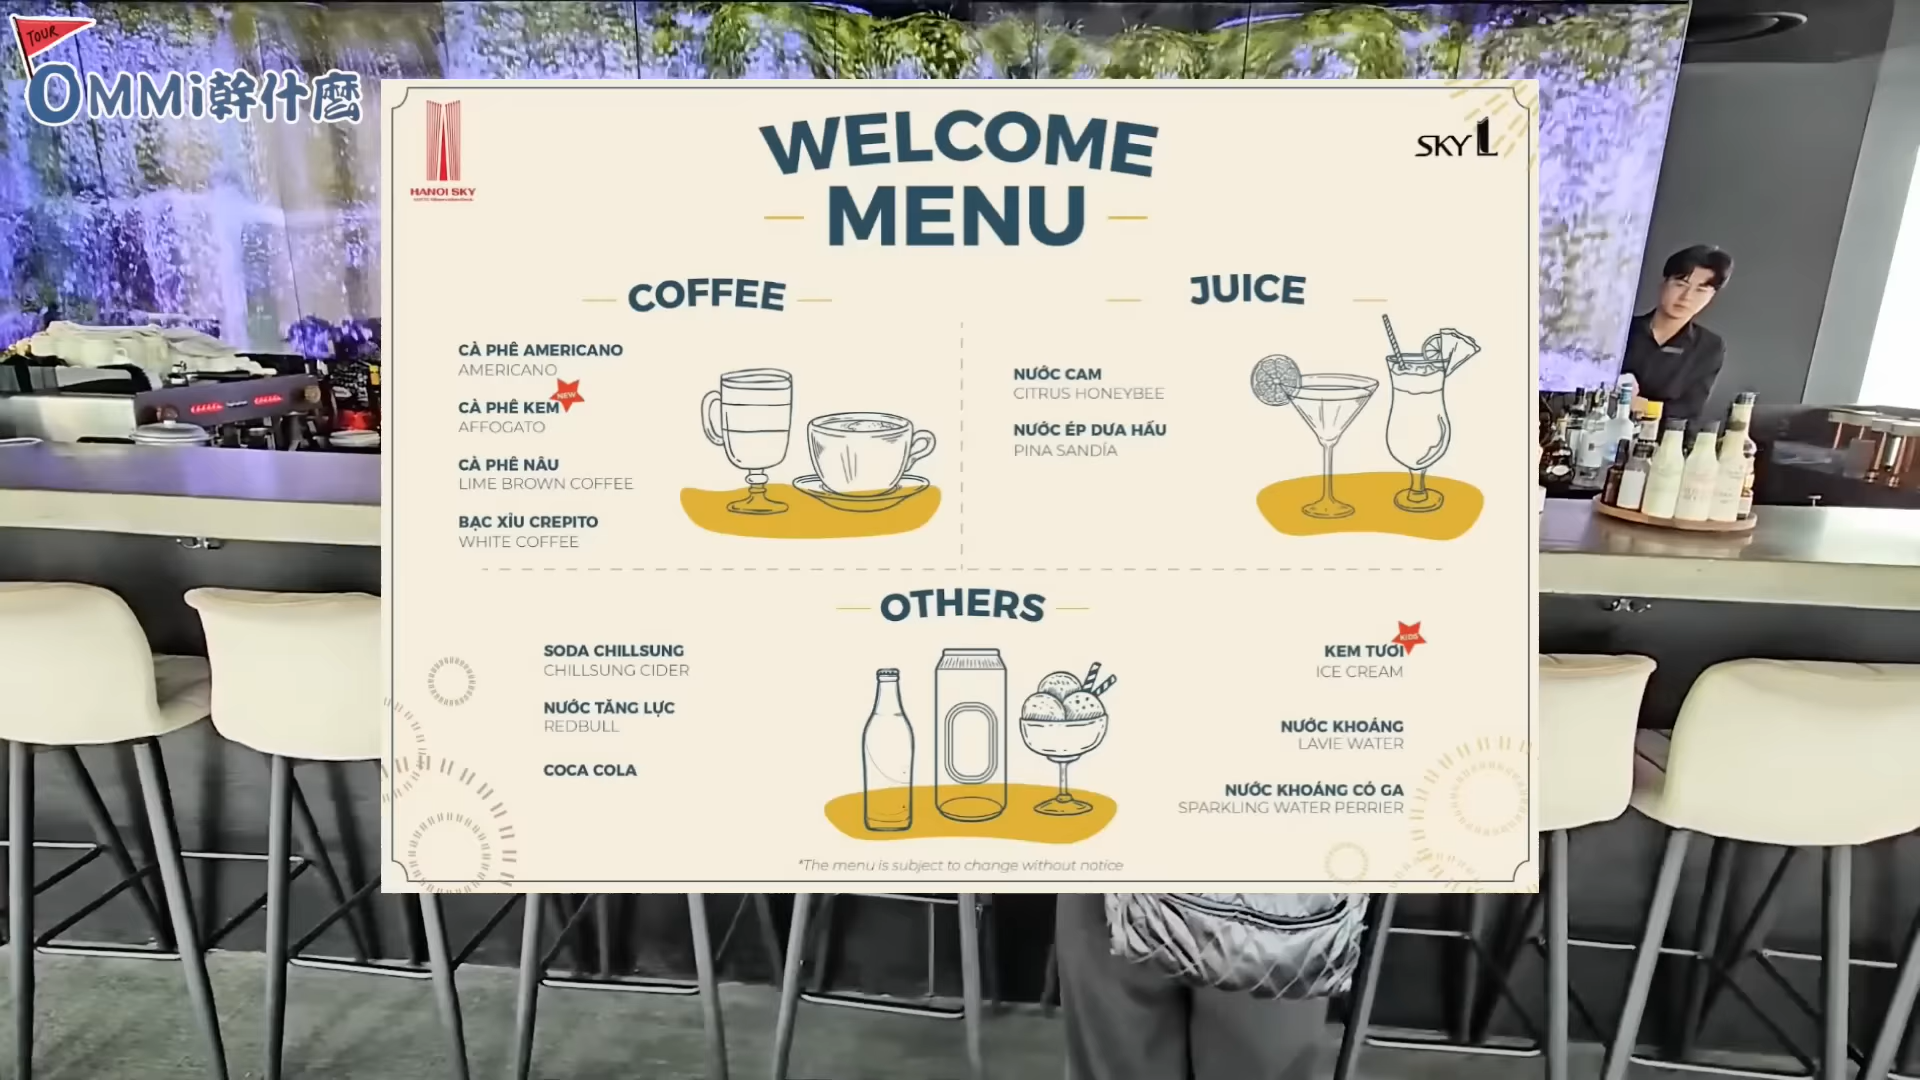 TOUR
OMMi幹什麼
HANOI SKY
SKY
WELCOME
MENU
COFFEE
CÀ PHÊ AMERICANO
AMERICANO
NEW
CÀ PHÊ KEM
AFFOGATO
CÀ PHÊ NÂU
LIME BROWN COFFEE
BẠC XỈU CREPITO
WHITE COFFEE
JUICE
NƯỚC CAM
CITRUS HONEYBEE
NƯỚC ÉP DƯA HẤU
PINA SANDÍA
OTHERS
SODA CHILLSUNG
CHILLSUNG CIDER
NƯỚC TĂNG LỰC
REDBULL
COCA COLA
KIDS
KEM TƯƠI
ICE CREAM
NƯỚC KHOÁNG
LAVIE WATER
NƯỚC KHOÁNG CÓ GA
SPARKLING WATER PERRIER
*The menu is subject to change without notice